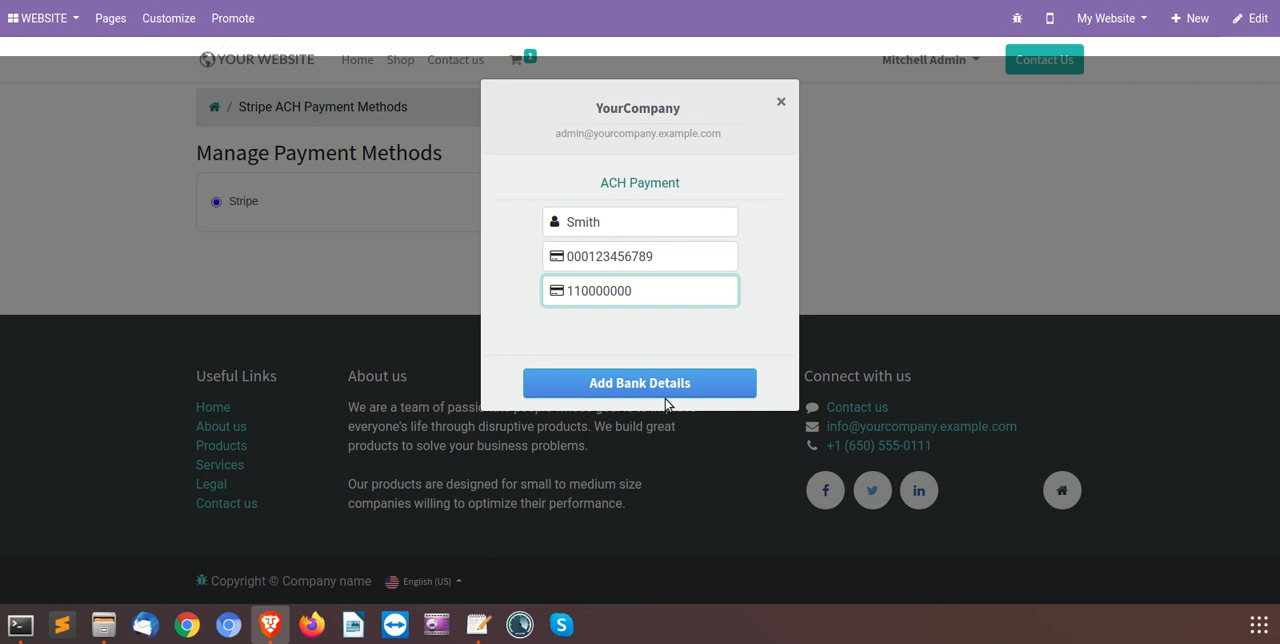 WEBSITE Pages Customize Promote My Website New Edit
YOUR WEBSITE Home Shop Contact us 1 Mitchell Admin Contact Us
/ Stripe ACH Payment Methods
Manage Payment Methods
Stripe
YourCompany ×
admin@yourcompany.example.com
ACH Payment
Smith
000123456789
110000000
Add Bank Details
Useful Links
Home
About us
Products
Services
Legal
Contact us
About us
We are a team of passi
everyone's life through disruptive products. We build great
products to solve your business problems.
Our products are designed for small to medium size
companies willing to optimize their performance.
Connect with us
Contact us
info@yourcompany.example.com
+1 (650) 555-0111
Copyright © Company name English (US)